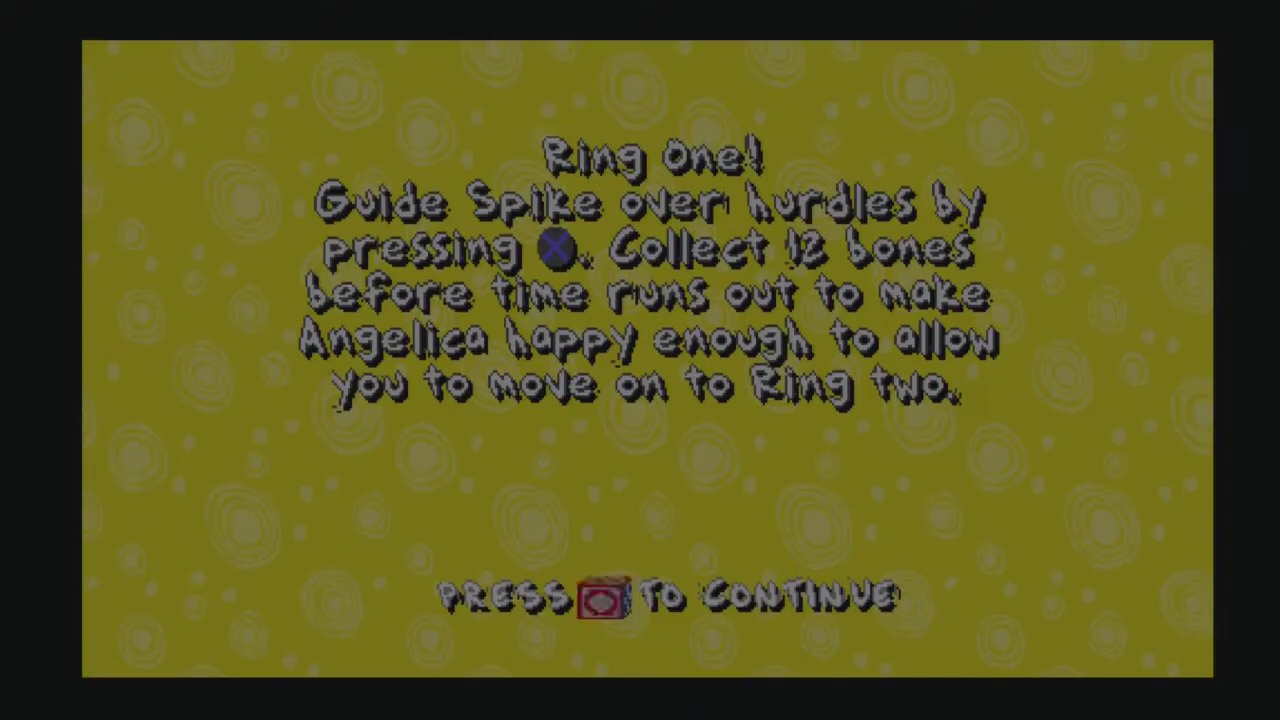 Ring One!
Guide Spike over hurdles by
pressing . Collect 12 bones
before time runs out to make
Angelica happy enough to allow
you to move on to Ring two.
PRESS TO CONTINUE